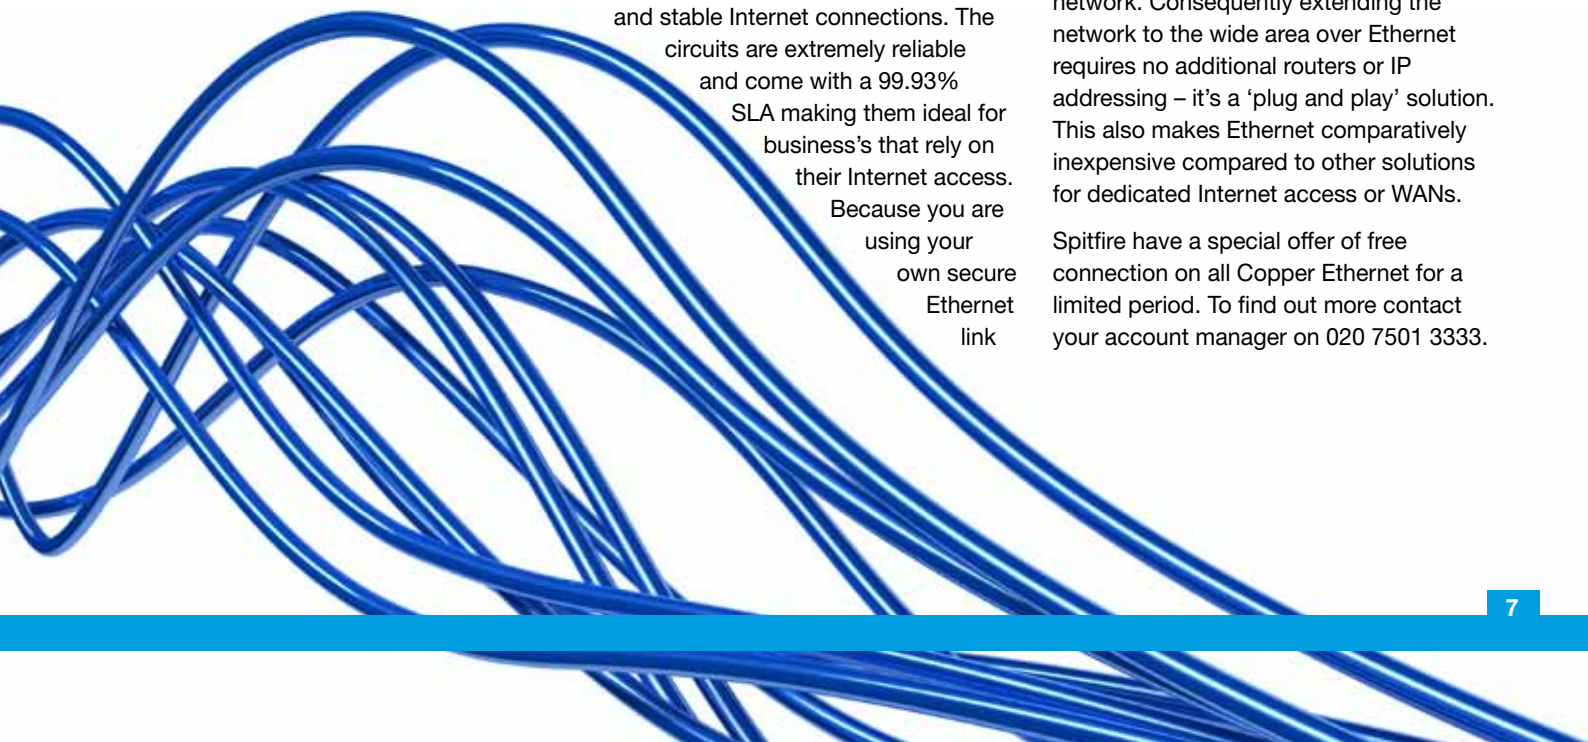 and stable Internet connections. The
circuits are extremely reliable
and come with a 99.93%
SLA making them ideal for
business's that rely on
their Internet access.
Because you are
using your
own secure
Ethernet
link
network. Consequently extending the
network to the wide area over Ethernet
requires no additional routers or IP
addressing – it's a ‘plug and play’ solution.
This also makes Ethernet comparatively
inexpensive compared to other solutions
for dedicated Internet access or WANs.
Spitfire have a special offer of free
connection on all Copper Ethernet for a
limited period. To find out more contact
your account manager on 020 7501 3333.
7